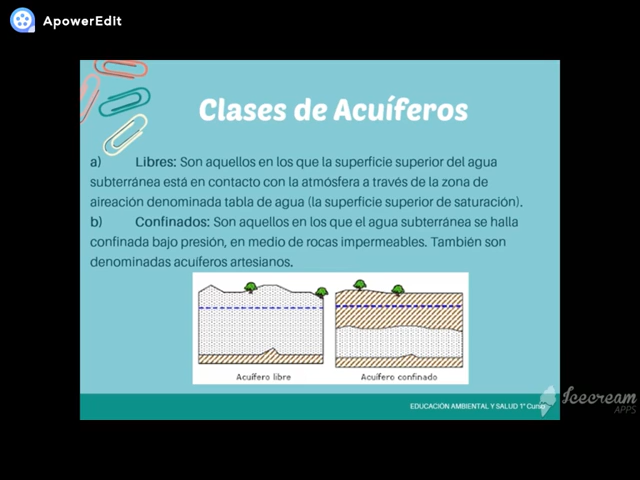 ApowerEdit
Clases de Acuíferos
a) Libres: Son aquellos en los que la superficie superior del agua
subterránea está en contacto con la atmósfera a través de la zona de
aireación denominada tabla de agua (la superficie superior de saturación).
b) Confinados: Son aquellos en los que el agua subterránea se halla
confinada bajo presión, en medio de rocas impermeables. También son
denominadas acuíferos artesianos.
Acuífero libre
Acuífero confinado
EDUCACIÓN AMBIENTAL Y SALUD 1° Curso
Icecream
APPS